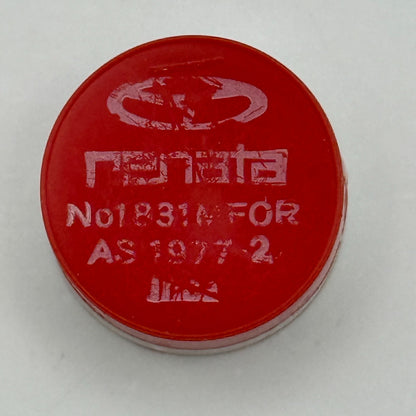 renata
No1831M FOR
AS 1977-2